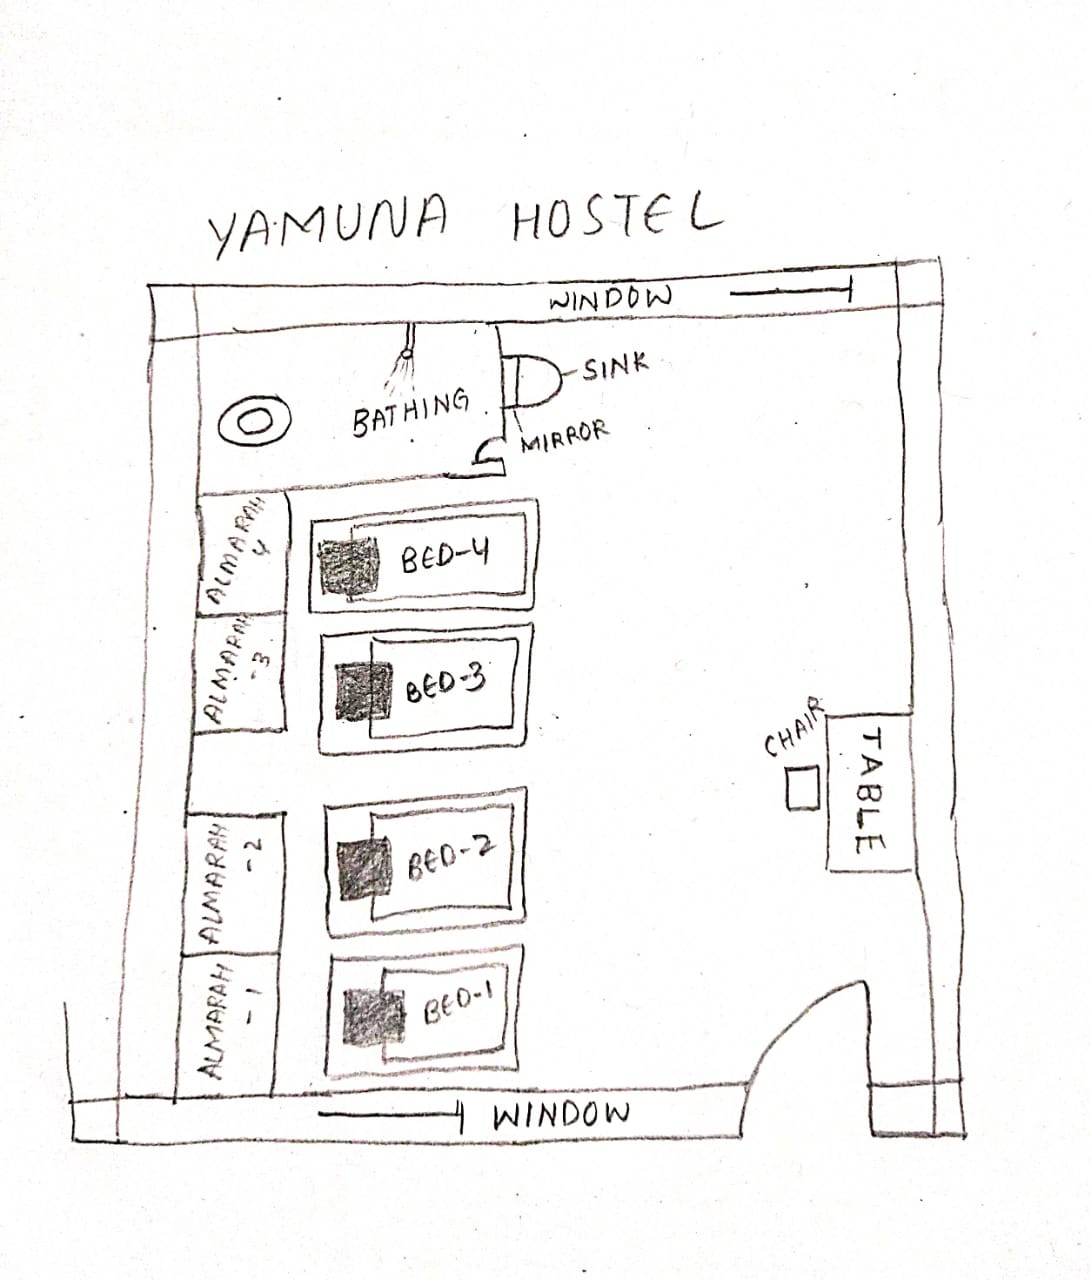 YAMUNA HOSTEL
WINDOW
SINK
BATHING
MIRROR
ALMARAH 4
BED-4
ALMARAH -3
BED-3
CHAIR
TABLE
ALMARAH -2
BED-2
ALMARAH -1
BED-1
WINDOW